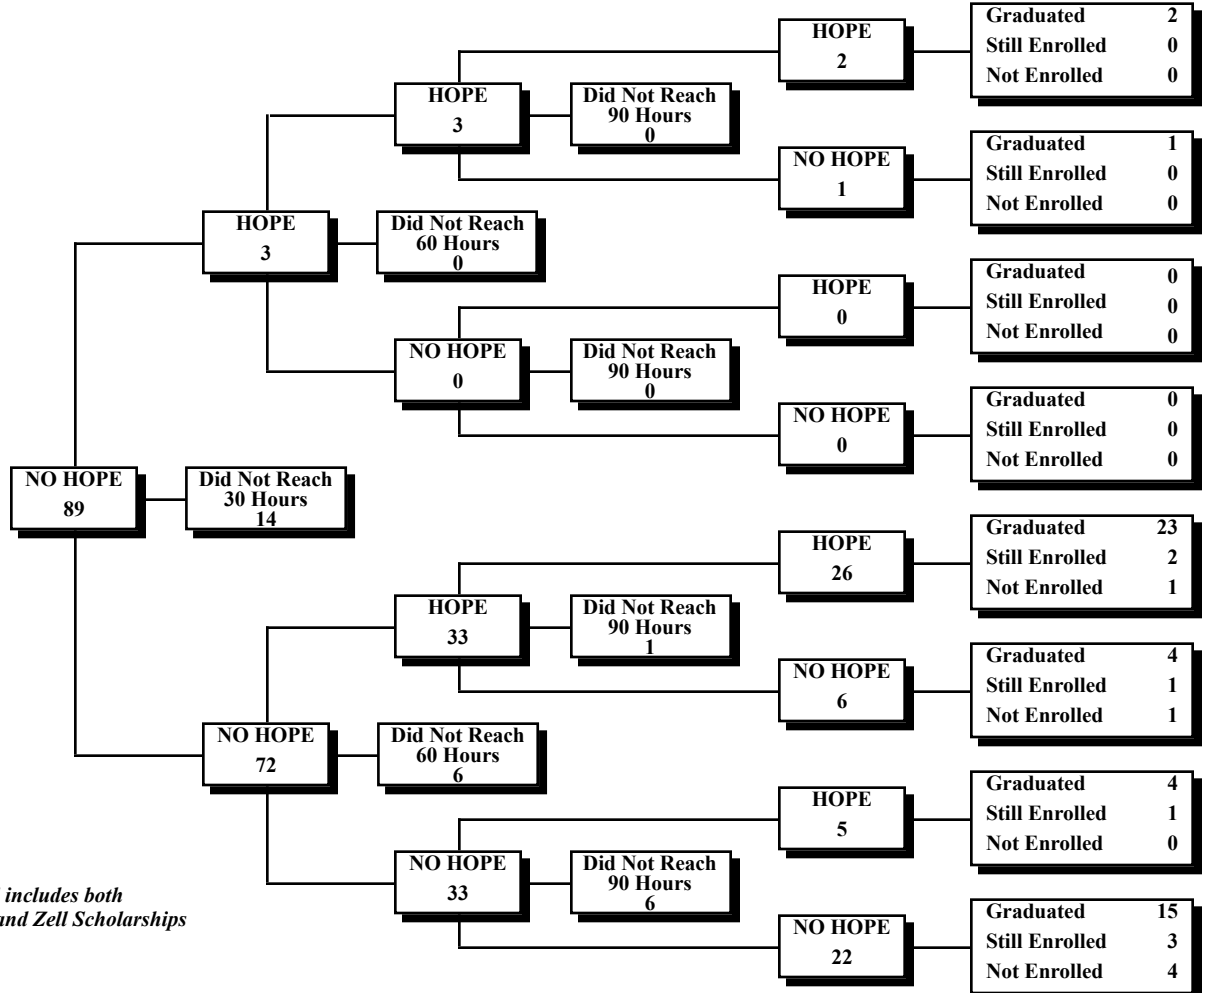 HOPE
2
Graduated 2
Still Enrolled 0
Not Enrolled 0
HOPE
3
Did Not Reach
90 Hours
0
NO HOPE
1
Graduated 1
Still Enrolled 0
Not Enrolled 0
HOPE
3
Did Not Reach
60 Hours
0
HOPE
0
Graduated 0
Still Enrolled 0
Not Enrolled 0
NO HOPE
0
Did Not Reach
90 Hours
0
NO HOPE
0
Graduated 0
Still Enrolled 0
Not Enrolled 0
NO HOPE
89
Did Not Reach
30 Hours
14
HOPE
26
Graduated 23
Still Enrolled 2
Not Enrolled 1
HOPE
33
Did Not Reach
90 Hours
1
NO HOPE
6
Graduated 4
Still Enrolled 1
Not Enrolled 1
NO HOPE
72
Did Not Reach
60 Hours
6
HOPE
5
Graduated 4
Still Enrolled 1
Not Enrolled 0
NO HOPE
33
Did Not Reach
90 Hours
6
NO HOPE
22
Graduated 15
Still Enrolled 3
Not Enrolled 4
includes both
and Zell Scholarships